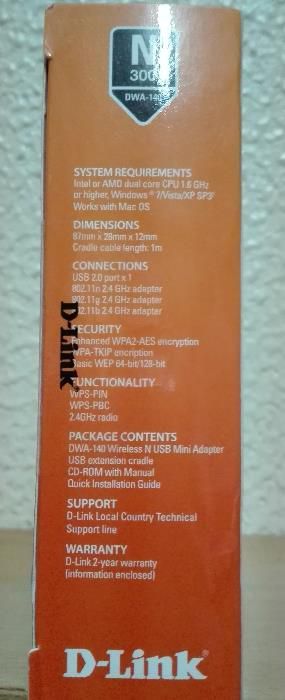 N
300
DWA-140
SYSTEM REQUIREMENTS
Intel or AMD dual core CPU 1.6 GHz
or higher, Windows® 7/Vista/XP SP3
Works with Mac OS
DIMENSIONS
87mm x 28mm x 12mm
Cradle cable length: 1m
CONNECTIONS
USB 2.0 port x 1
802.11n 2.4 GHz adapter
802.11g 2.4 GHz adapter
802.11b 2.4 GHz adapter
D-Link
SECURITY
Enhanced WPA2-AES encryption
WPA-TKIP encription
Basic WEP 64-bit/128-bit
FUNCTIONALITY
WPS-PIN
WPS-PBC
2.4GHz radio
PACKAGE CONTENTS
DWA-140 Wireless N USB Mini Adapter
USB extension cradle
CD-ROM with Manual
Quick Installation Guide
SUPPORT
D-Link Local Country Technical
Support line
WARRANTY
D-Link 2-year warranty
(information enclosed)
D-Link®